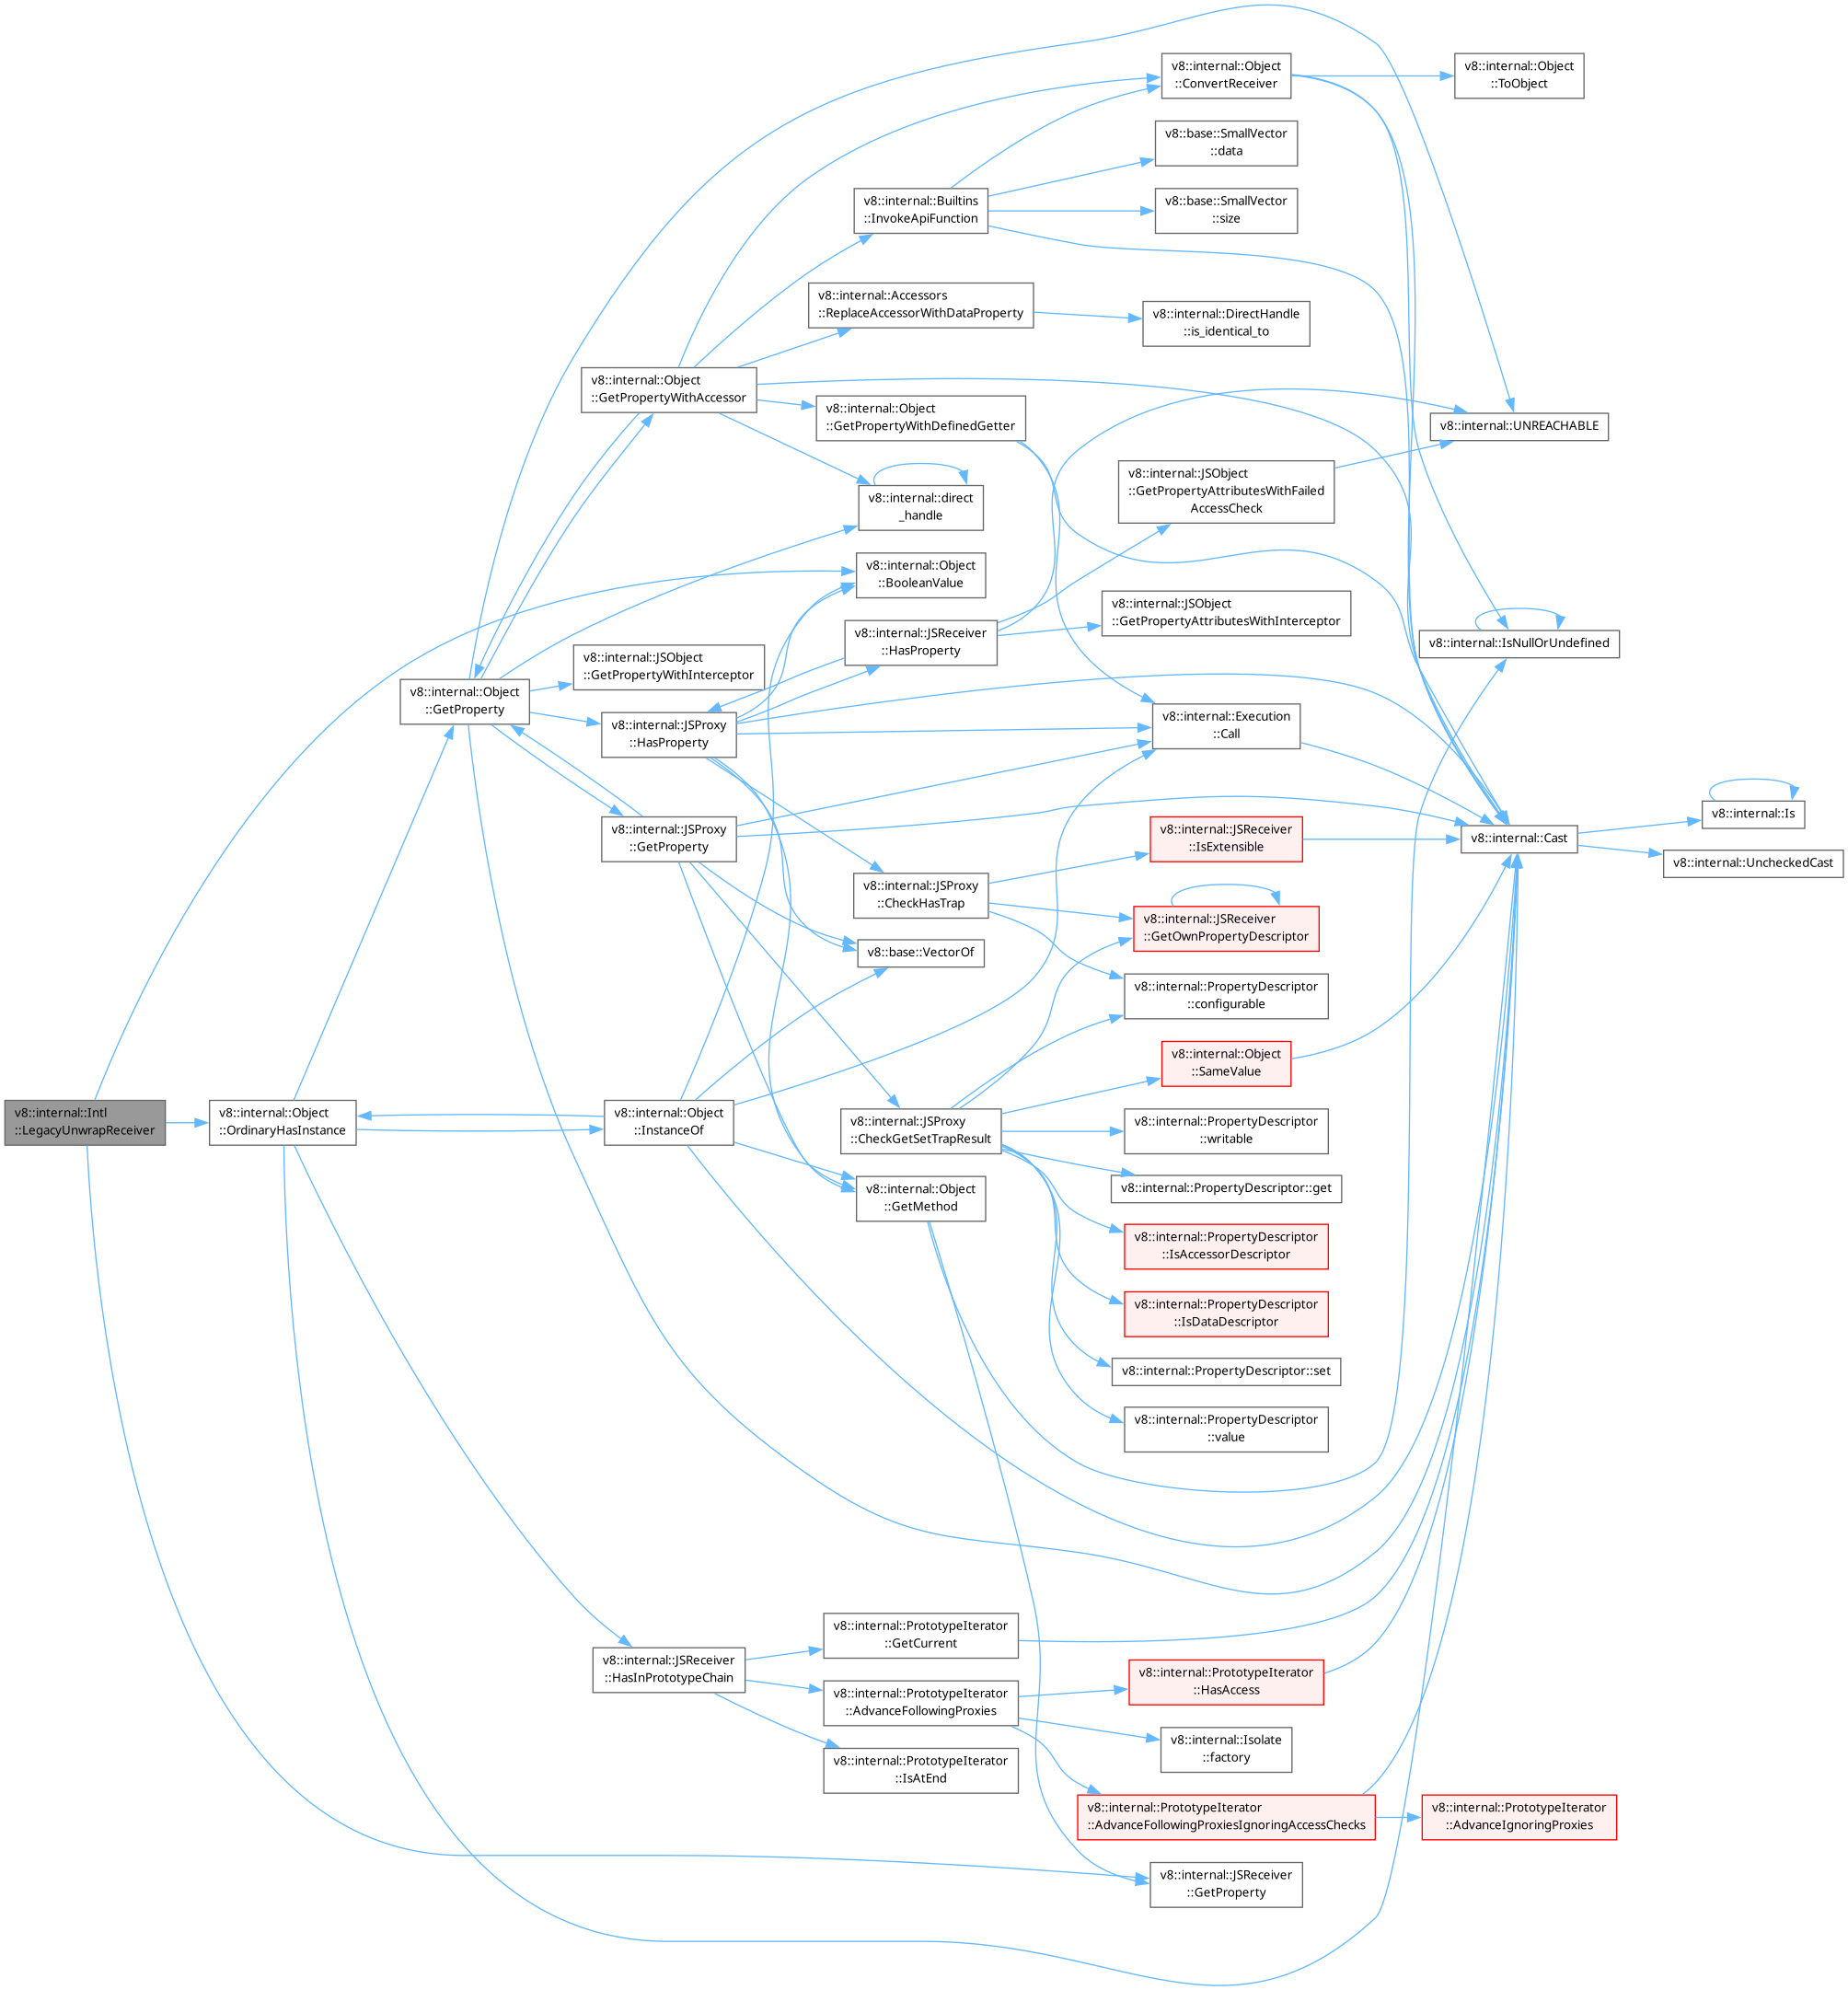 v8::internal::Intl
::LegacyUnwrapReceiver
v8::internal::Object
::OrdinaryHasInstance
v8::internal::Object
::GetProperty
v8::internal::Object
::GetPropertyWithAccessor
v8::internal::JSObject
::GetPropertyWithInterceptor
v8::internal::JSProxy
::HasProperty
v8::internal::JSProxy
::GetProperty
v8::internal::Object
::InstanceOf
v8::internal::JSReceiver
::HasInPrototypeChain
v8::internal::Builtins
::InvokeApiFunction
v8::internal::Accessors
::ReplaceAccessorWithDataProperty
v8::internal::Object
::GetPropertyWithDefinedGetter
v8::internal::direct
_handle
v8::internal::Object
::BooleanValue
v8::internal::JSReceiver
::HasProperty
v8::internal::JSProxy
::CheckHasTrap
v8::base::VectorOf
v8::internal::JSProxy
::CheckGetSetTrapResult
v8::internal::Object
::GetMethod
v8::internal::PrototypeIterator
::GetCurrent
v8::internal::PrototypeIterator
::AdvanceFollowingProxies
v8::internal::PrototypeIterator
::IsAtEnd
v8::internal::Object
::ConvertReceiver
v8::base::SmallVector
::data
v8::base::SmallVector
::size
v8::internal::DirectHandle
::is_identical_to
v8::internal::JSObject
::GetPropertyAttributesWithFailed
AccessCheck
v8::internal::JSObject
::GetPropertyAttributesWithInterceptor
v8::internal::Execution
::Call
v8::internal::JSReceiver
::IsExtensible
v8::internal::JSReceiver
::GetOwnPropertyDescriptor
v8::internal::PropertyDescriptor
::configurable
v8::internal::Object
::SameValue
v8::internal::PropertyDescriptor
::writable
v8::internal::PropertyDescriptor::get
v8::internal::PropertyDescriptor
::IsAccessorDescriptor
v8::internal::PropertyDescriptor
::IsDataDescriptor
v8::internal::PropertyDescriptor::set
v8::internal::PropertyDescriptor
::value
v8::internal::PrototypeIterator
::HasAccess
v8::internal::Isolate
::factory
v8::internal::PrototypeIterator
::AdvanceFollowingProxiesIgnoringAccessChecks
v8::internal::JSReceiver
::GetProperty
v8::internal::Object
::ToObject
v8::internal::UNREACHABLE
v8::internal::IsNullOrUndefined
v8::internal::Cast
v8::internal::PrototypeIterator
::AdvanceIgnoringProxies
v8::internal::Is
v8::internal::UncheckedCast